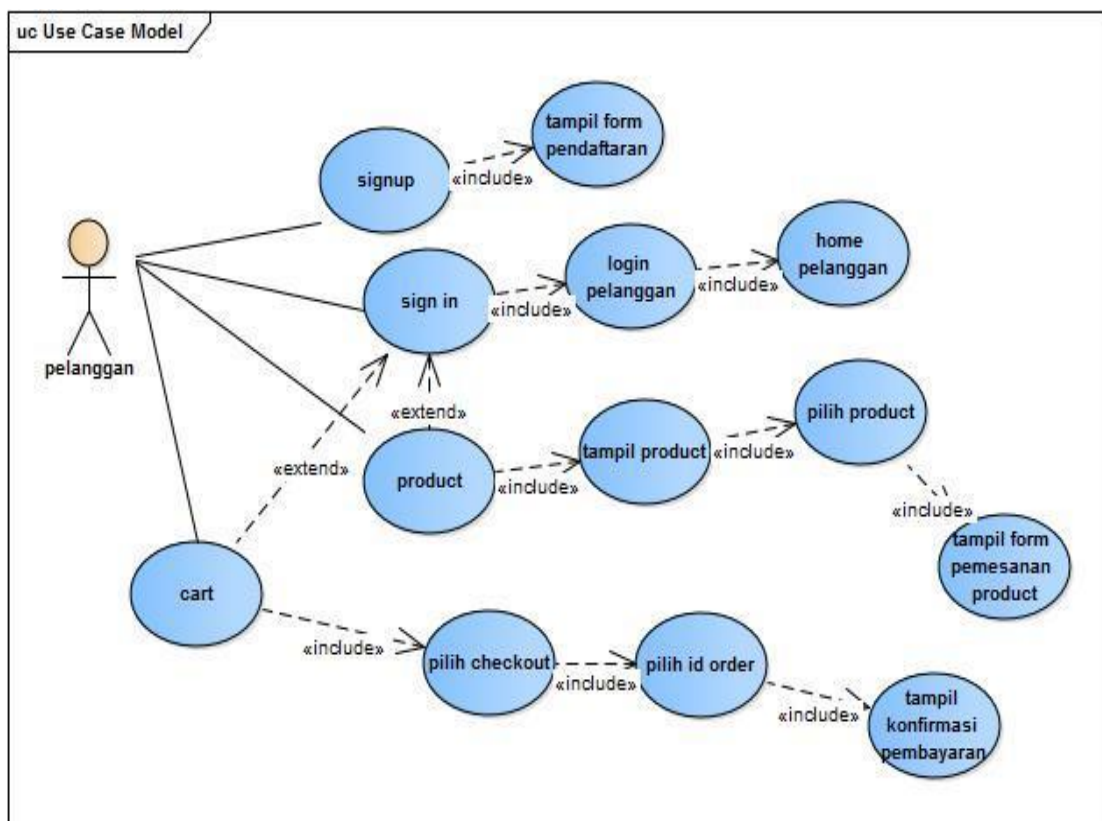 uc Use Case Model
tampil form
pendaftaran
signup
«include»
home
pelanggan
login
pelanggan
sign in
«include»
«include»
pelanggan
«extend»
pilih product
tampil product
«include»
«extend»
product
«include»
«include»
tampil form
pemesanan
product
cart
«include»
pilih checkout
pilih id order
«include»
«include»
tampil
konfirmasi
pembayaran